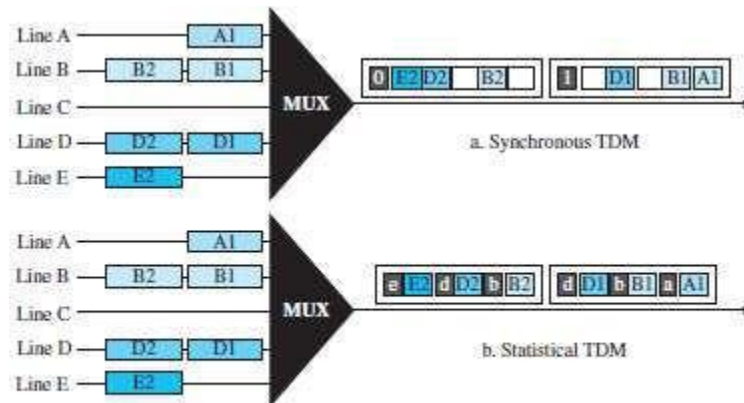 Line A A1
Line B B2 B1
Line C
Line D D2 D1
Line E E2
MUX
0 E2 D2 B2 1 D1 B1 A1
a. Synchronous TDM
Line A A1
Line B B2 B1
Line C
Line D D2 D1
Line E E2
MUX
e E2 d D2 b B2 d D1 b B1 a A1
b. Statistical TDM